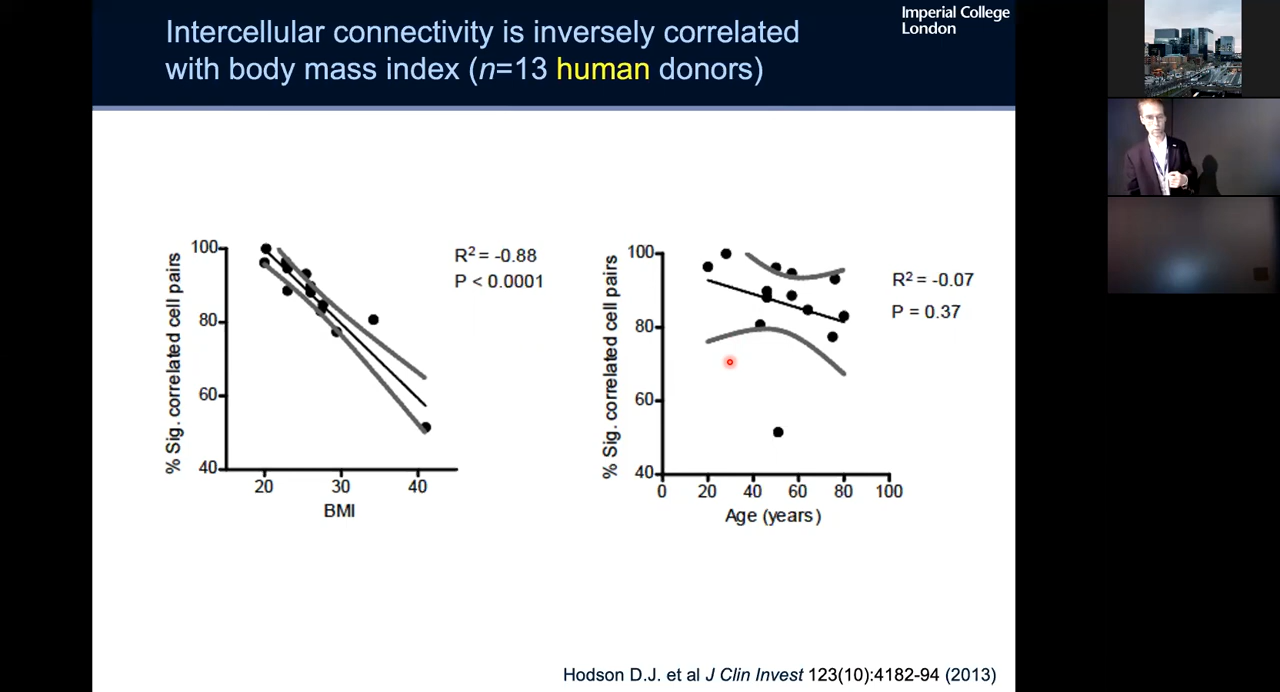 Intercellular connectivity is inversely correlated
with body mass index (n=13 human donors)
Imperial College
London
% Sig. correlated cell pairs
100
80
60
40
20
30
40
BMI
R² = -0.88
P < 0.0001
% Sig. correlated cell pairs
100
80
60
40
0
20
40
60
80
100
Age (years)
R² = -0.07
P = 0.37
Hodson D.J. et al J Clin Invest 123(10):4182-94 (2013)